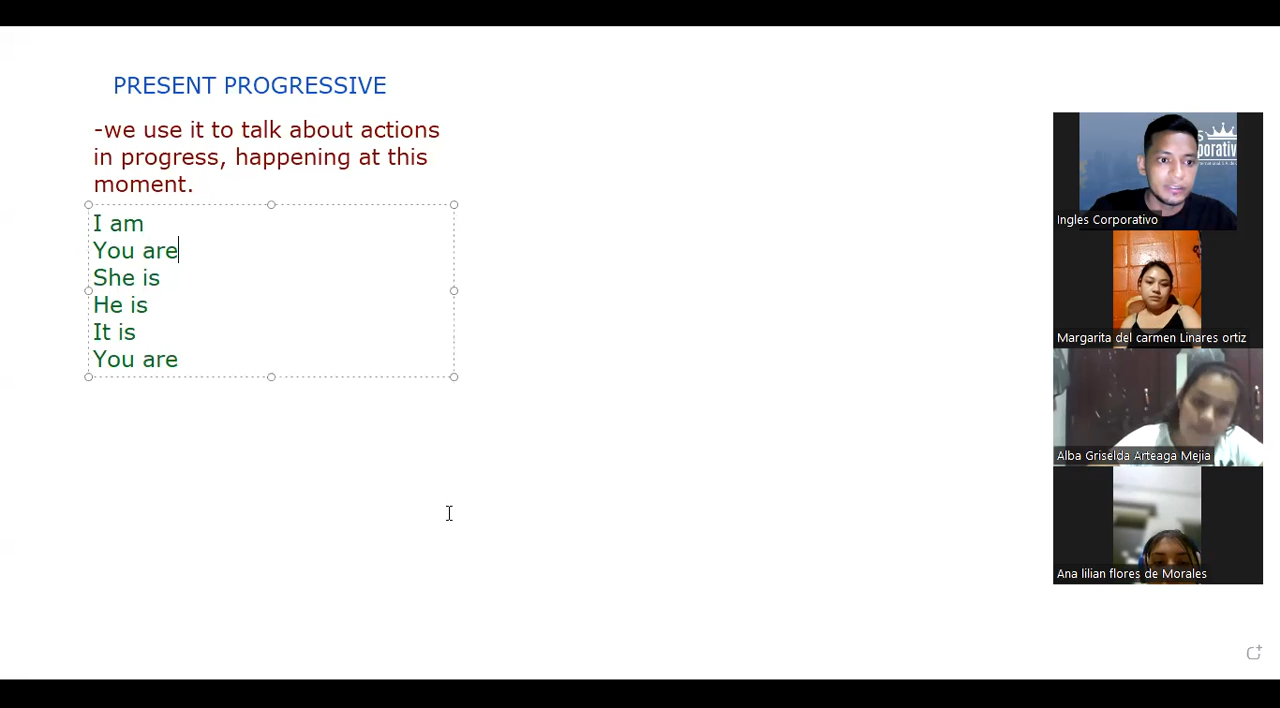 PRESENT PROGRESSIVE
-we use it to talk about actions
in progress, happening at this
moment.
I am
You are
She is
He is
It is
You are
Ingles Corporativo
Margarita del carmen Linares ortiz
Alba Griselda Arteaga Mejia
Ana lilian flores de Morales